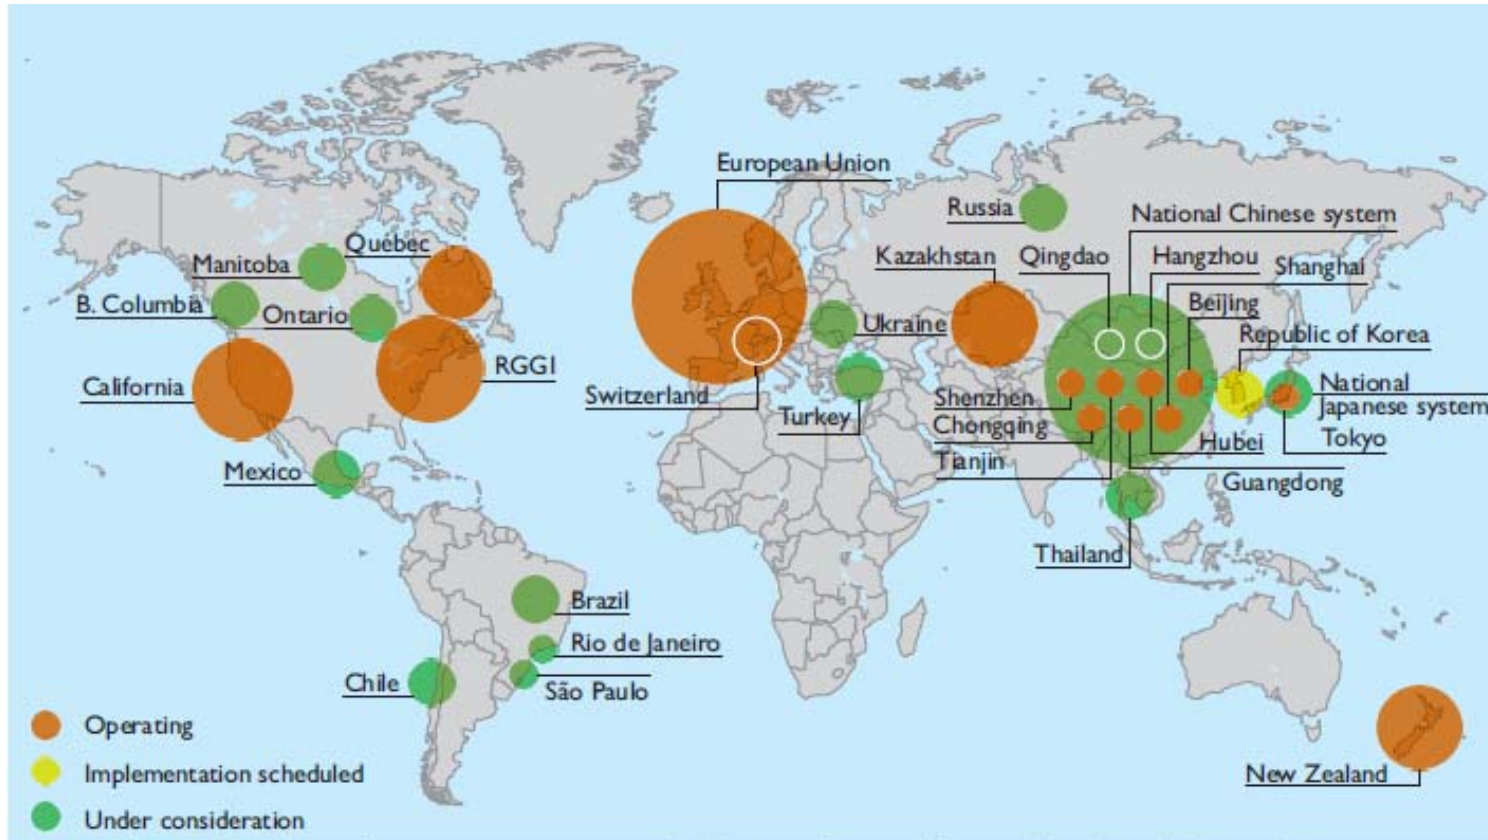 European Union
Russia
National Chinese system
Québec
Kazakhstan
Qingdao
Hangzhou
Shanghai
Manitoba
B. Columbia
Ontario
Beijing
Ukraine
Republic of Korea
RGGI
California
Switzerland
Turkey
Shenzhen
Chongqing
Tianjin
National
Japanese system
Tokyo
Hubei
Guangdong
Mexico
Thailand
Brazil
Rio de Janeiro
São Paulo
Chile
Operating
Implementation scheduled
Under consideration
New Zealand